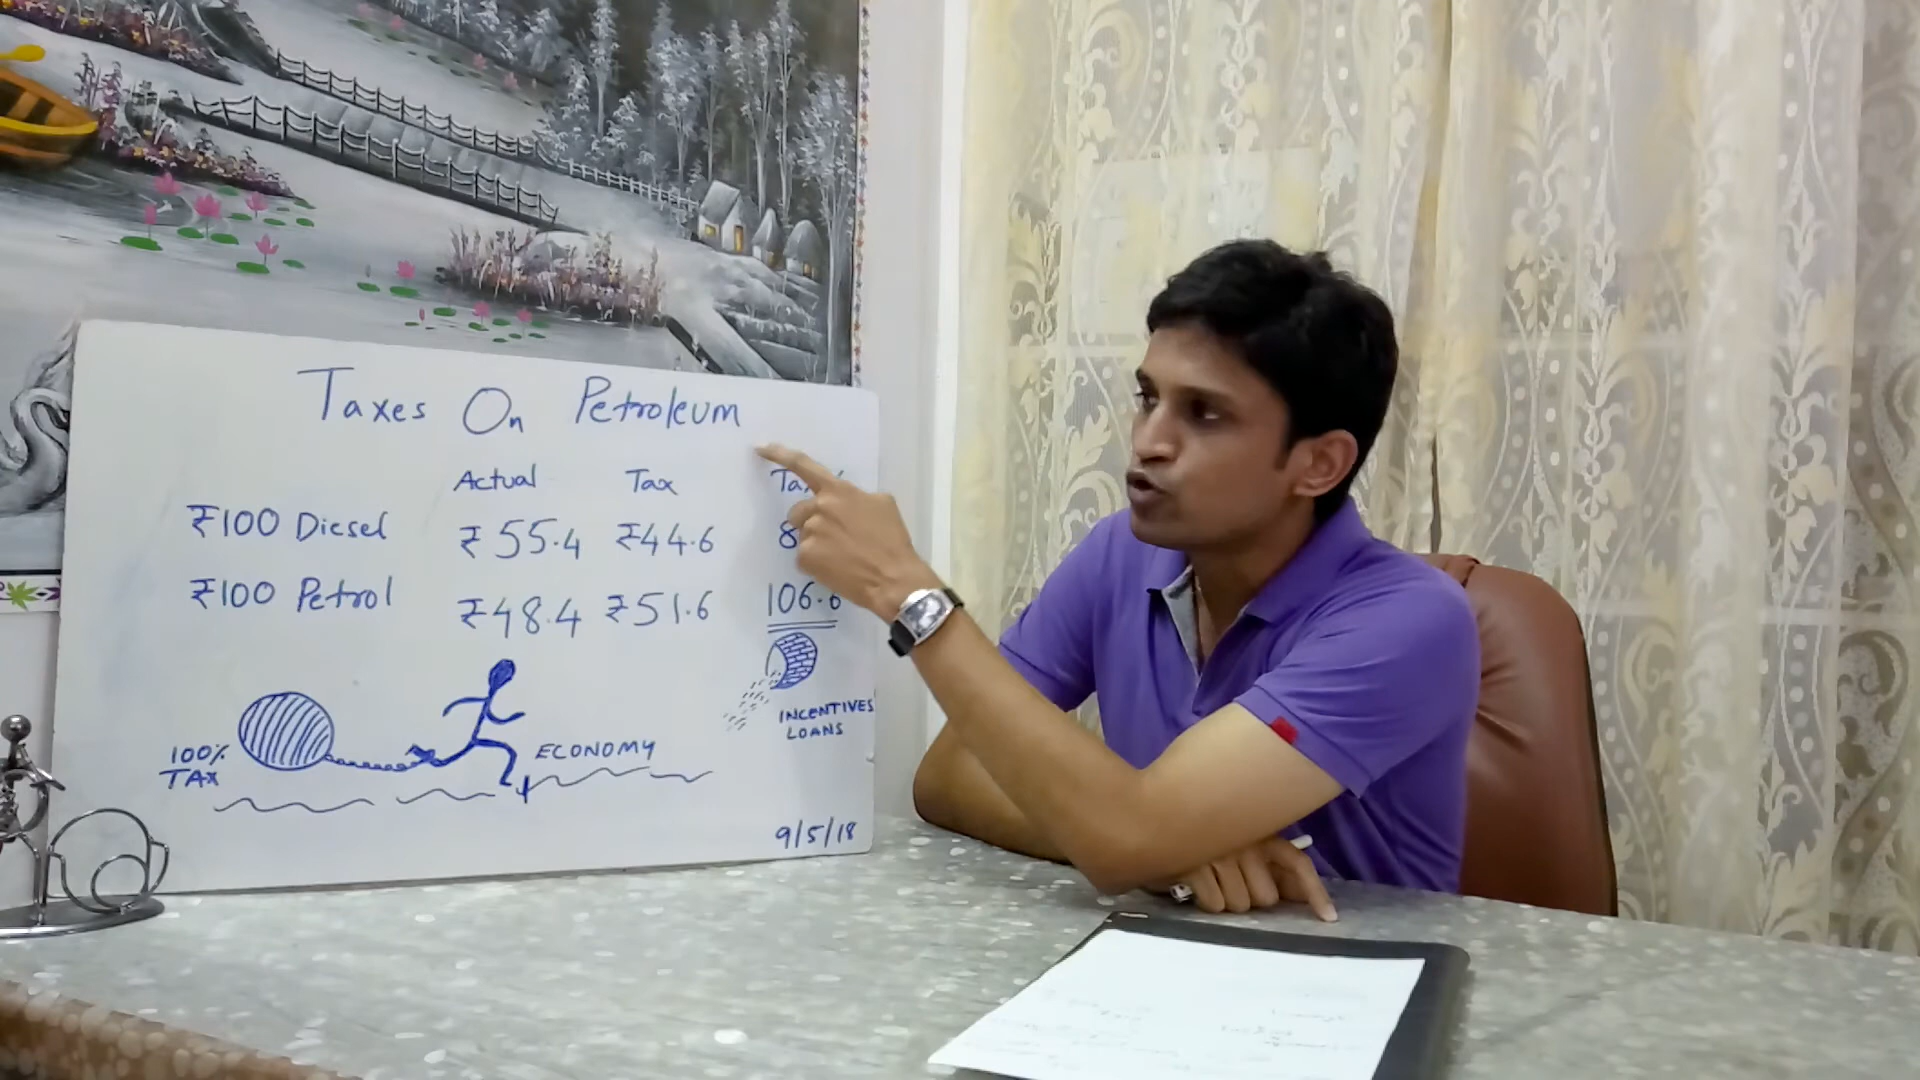 Taxes On Petroleum
Actual Tax
₹100 Diesel ₹55.4 ₹44.6
₹100 Petrol ₹48.4 ₹51.6 106.6
INCENTIVES
LOANS
100% ECONOMY
TAX
9/5/18